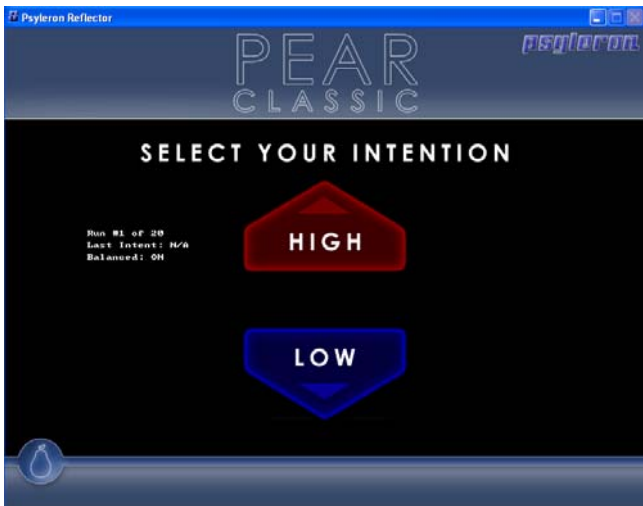 Psyleron Reflector
PEAR
CLASSIC
psyleron
SELECT YOUR INTENTION
Run #1 of 20
Last Intent: N/A
Balanced: ON
HIGH
LOW